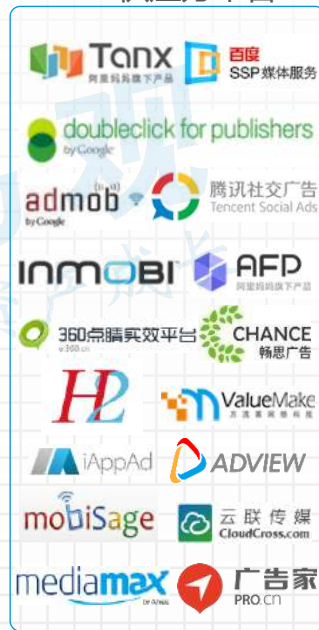 Tanx
阿里妈妈旗下产品
百度
SSP媒体服务
doubleclick for publishers
by Google
admob
by Google
腾讯社交广告
Tencent Social Ads
INMOBI
AFP
阿里妈妈旗下产品
360点睛实效平台
e.360.cn
CHANCE
畅思广告
H2
ValueMaker
iAppAd
ADVIEW
mobiSage
云联传媒
CloudCross.com
mediamax
广告家
PRO.CN